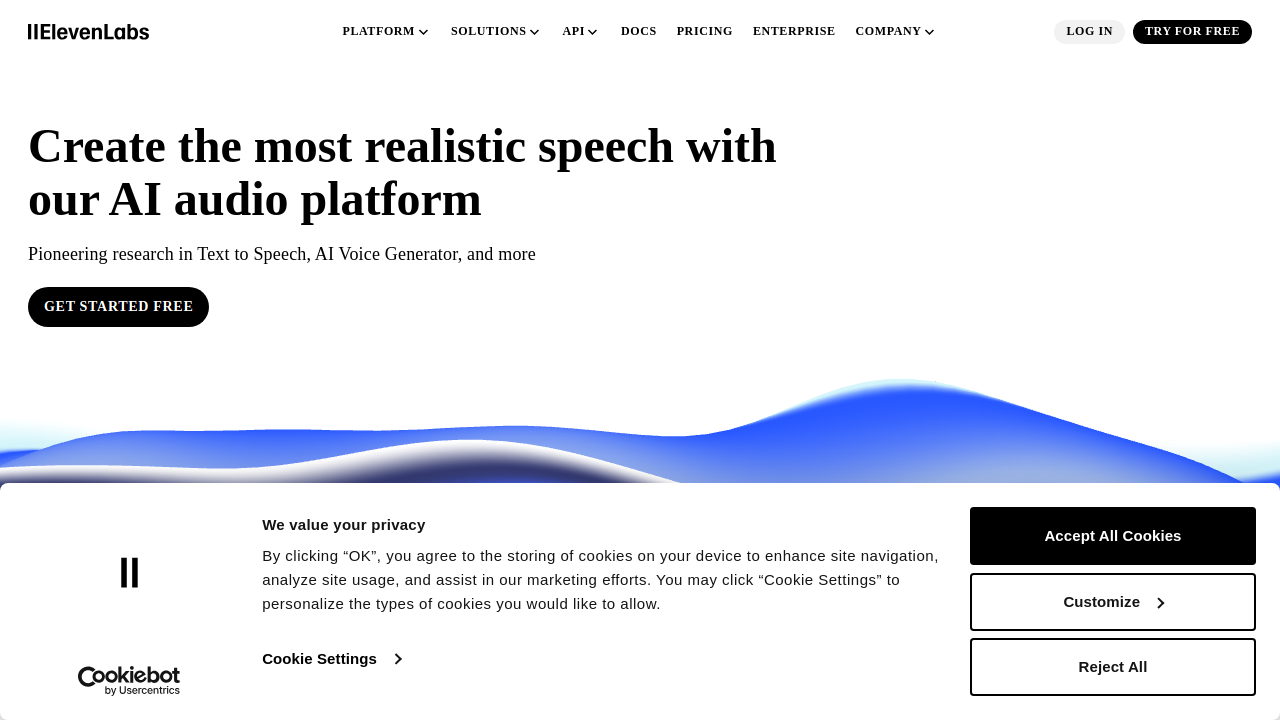 IIElevenLabs
PLATFORM
SOLUTIONS
API
DOCS
PRICING
ENTERPRISE
COMPANY
LOG IN
TRY FOR FREE
Create the most realistic speech with
our AI audio platform
Pioneering research in Text to Speech, AI Voice Generator, and more
GET STARTED FREE
We value your privacy
By clicking “OK”, you agree to the storing of cookies on your device to enhance site navigation,
analyze site usage, and assist in our marketing efforts. You may click “Cookie Settings” to
personalize the types of cookies you would like to allow.
Cookie Settings
Cookiebot
by Usercentrics
Accept All Cookies
Customize
Reject All